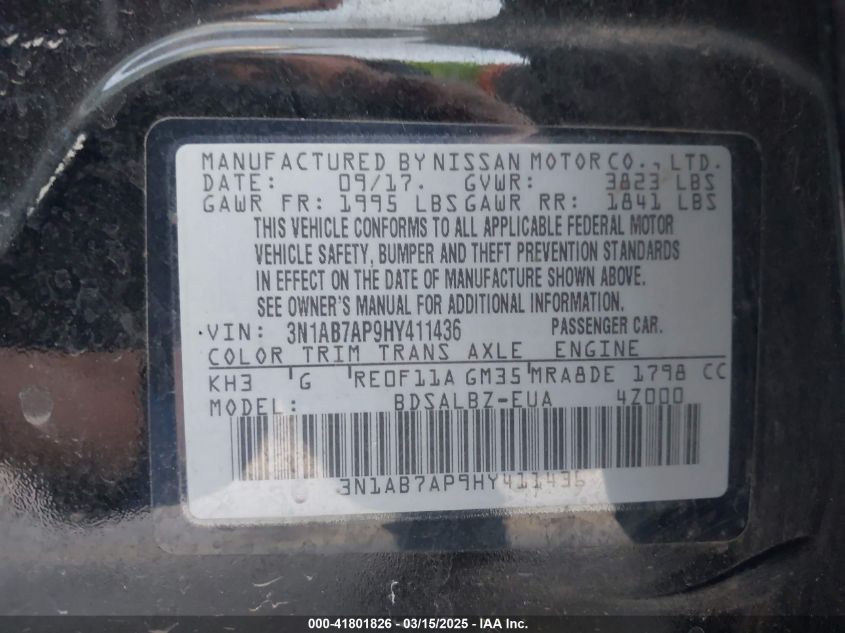 MANUFACTURED BY NISSAN MOTOR CO., LTD.
DATE: 09/17. GVWR: 3823 LBS
GAWR FR: 1995 LBS GAWR RR: 1841 LBS
THIS VEHICLE CONFORMS TO ALL APPLICABLE FEDERAL MOTOR
VEHICLE SAFETY, BUMPER AND THEFT PREVENTION STANDARDS
IN EFFECT ON THE DATE OF MANUFACTURE SHOWN ABOVE.
SEE OWNER'S MANUAL FOR ADDITIONAL INFORMATION.
VIN: 3N1AB7AP9HY411436 PASSENGER CAR.
COLOR TRIM TRANS AXLE ENGINE
KH3 G RE0F11A GM35 MRA8DE 1798 CC
MODEL: BDSALBZ-EUA 4Z000
3N1AB7AP9HY411436
000-41801826 - 03/15/2025 - IAA Inc.